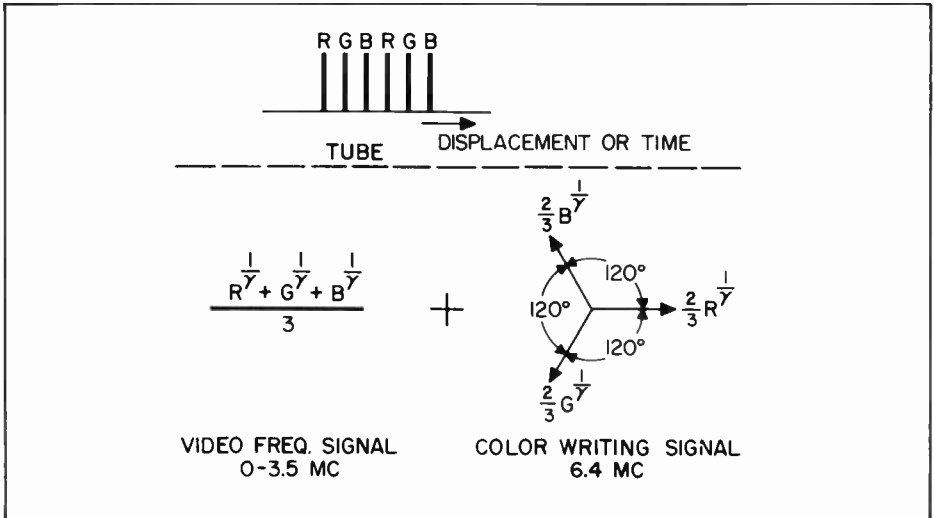 R G B R G B
DISPLACEMENT OR TIME
TUBE
R^(1/γ) + G^(1/γ) + B^(1/γ)
3
+
2/3 B^(1/γ)
120°
120°
2/3 R^(1/γ)
120°
2/3 G^(1/γ)
VIDEO FREQ. SIGNAL
0-3.5 MC
COLOR WRITING SIGNAL
6.4 MC